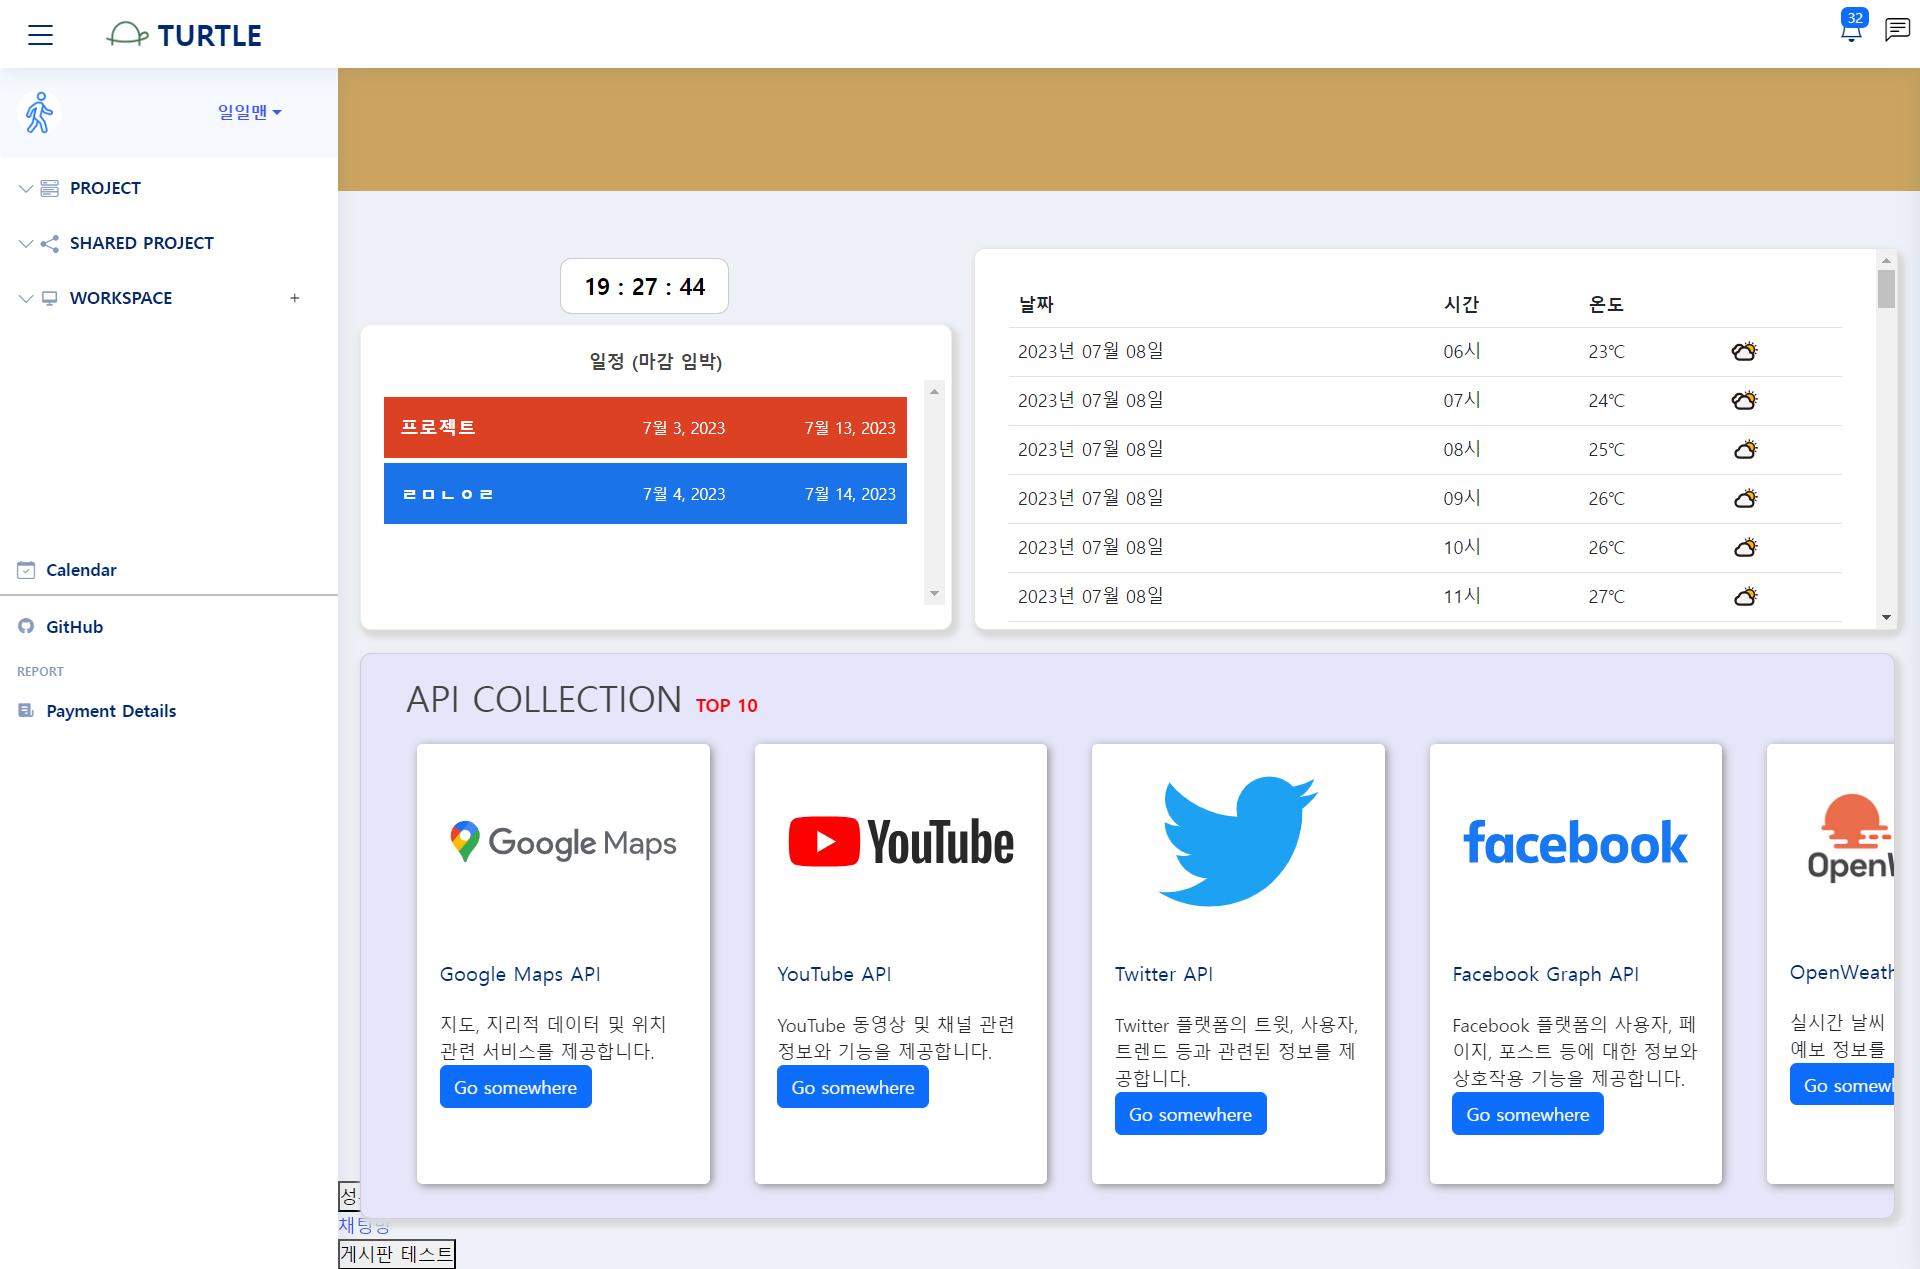 TURTLE
32
일일맨
PROJECT
SHARED PROJECT
WORKSPACE +
Calendar
GitHub
REPORT
Payment Details
19 : 27 : 44
일정 (마감 임박)
프로젝트 7월 3, 2023 7월 13, 2023
ㄹㅁㄴㅇㄹ 7월 4, 2023 7월 14, 2023
날짜 시간 온도
2023년 07월 08일 06시 23℃
2023년 07월 08일 07시 24℃
2023년 07월 08일 08시 25℃
2023년 07월 08일 09시 26℃
2023년 07월 08일 10시 26℃
2023년 07월 08일 11시 27℃
API COLLECTION TOP 10
Google Maps
Google Maps API
지도, 지리적 데이터 및 위치
관련 서비스를 제공합니다.
Go somewhere
YouTube
YouTube API
YouTube 동영상 및 채널 관련
정보와 기능을 제공합니다.
Go somewhere
Twitter API
Twitter 플랫폼의 트윗, 사용자,
트렌드 등과 관련된 정보를 제
공합니다.
Go somewhere
facebook
Facebook Graph API
Facebook 플랫폼의 사용자, 페
이지, 포스트 등에 대한 정보와
상호작용 기능을 제공합니다.
Go somewhere
Open
OpenWeath
실시간 날씨
예보 정보를
Go somew
성
채팅방
게시판 테스트